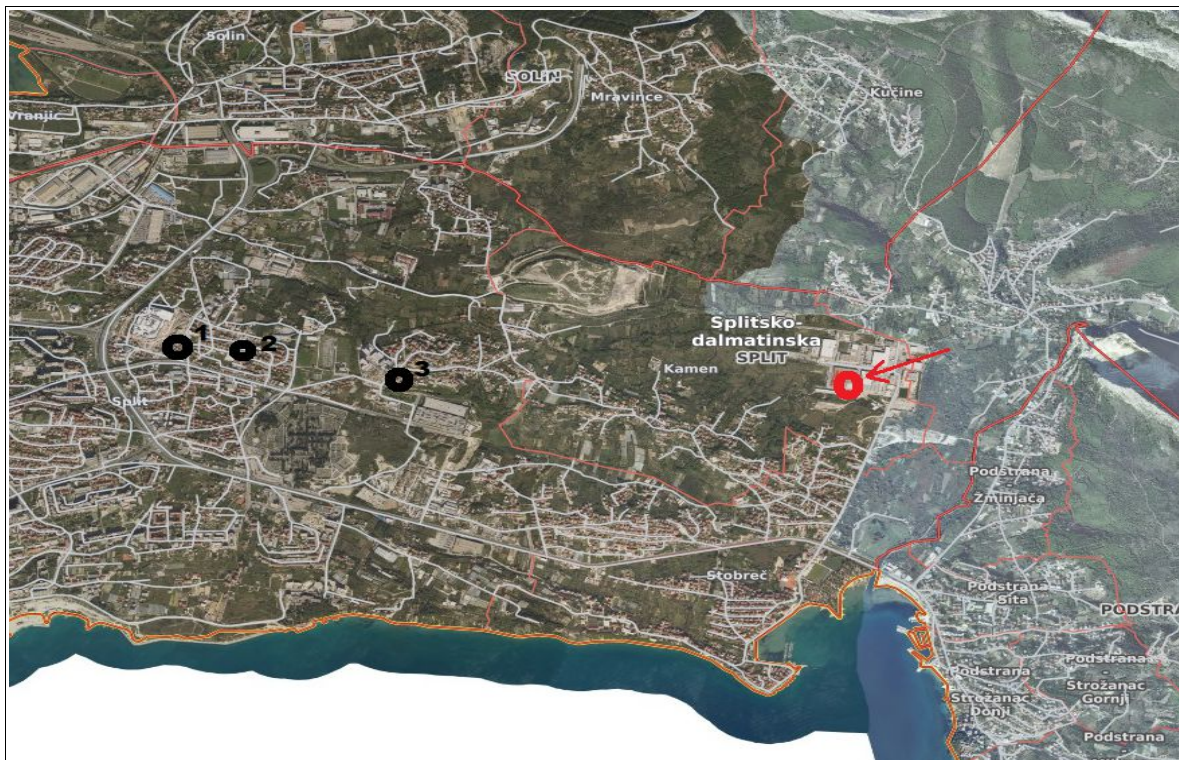 Solin
SOLIN
Mravince
Kučine
Vranjic
1
2
3
Splitsko-
dalmatinska
SPLIT
Kamen
Split
Podstrana
Žminjača
Stobreč
Podstrana
Sita
PODSTRA
Podstrana
Strožanac
Donji
Podstrana
Strožanac
Gornji
Podstrana